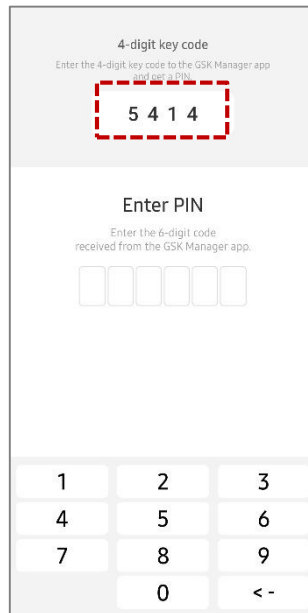 4-digit key code
Enter the 4-digit key code to the GSK Manager app
and get a PIN.
5 4 1 4
Enter PIN
Enter the 6-digit code
received from the GSK Manager app.
1 2 3
4 5 6
7 8 9
0 < -